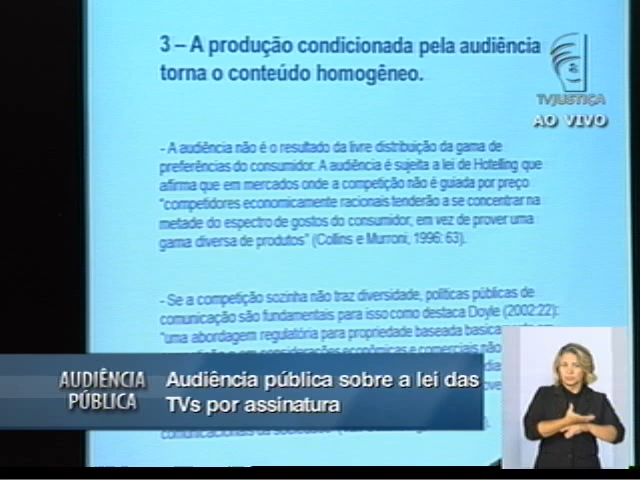 3 – A produção condicionada pela audiência
torna o conteúdo homogêneo.
TVJUSTIÇA
AO VIVO
- A audiência não é o resultado da livre distribuição da gama de
preferências do consumidor. A audiência é sujeita a lei de Hotelling que
afirma que em mercados onde a competição não é guiada por preço
"competidores economicamente racionais tenderão a se concentrar na
metade do espectro de gostos do consumidor, em vez de prover uma
gama diversa de produtos" (Collins e Murroni, 1996: 63).
- Se a competição sozinha não traz diversidade, políticas públicas de
comunicação são fundamentais para isso como destaca Doyle (2002:22):
"uma abordagem regulatória para propriedade baseada
em considerações econômicas e comerciais não
AUDIÊNCIA
PÚBLICA
Audiência pública sobre a lei das
TVs por assinatura